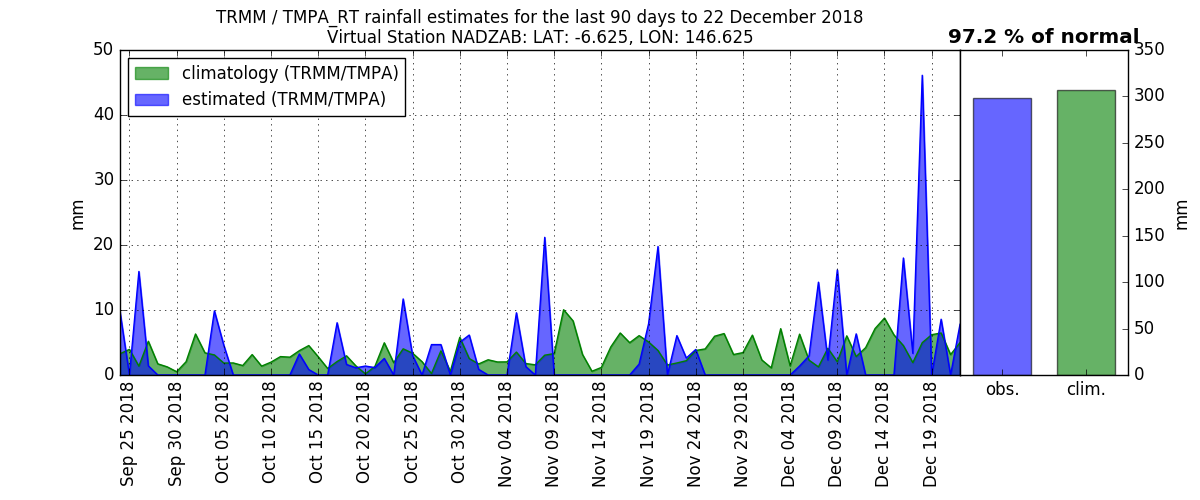 TRMM / TMPA_RT rainfall estimates for the last 90 days to 22 December 2018
Virtual Station NADZAB: LAT: -6.625, LON: 146.625
97.2 % of normal
climatology (TRMM/TMPA)
estimated (TRMM/TMPA)
50
40
30
20
10
0
mm
350
300
250
200
150
100
50
0
mm
Sep 25 2018
Sep 30 2018
Oct 05 2018
Oct 10 2018
Oct 15 2018
Oct 20 2018
Oct 25 2018
Oct 30 2018
Nov 04 2018
Nov 09 2018
Nov 14 2018
Nov 19 2018
Nov 24 2018
Nov 29 2018
Dec 04 2018
Dec 09 2018
Dec 14 2018
Dec 19 2018
obs.
clim.